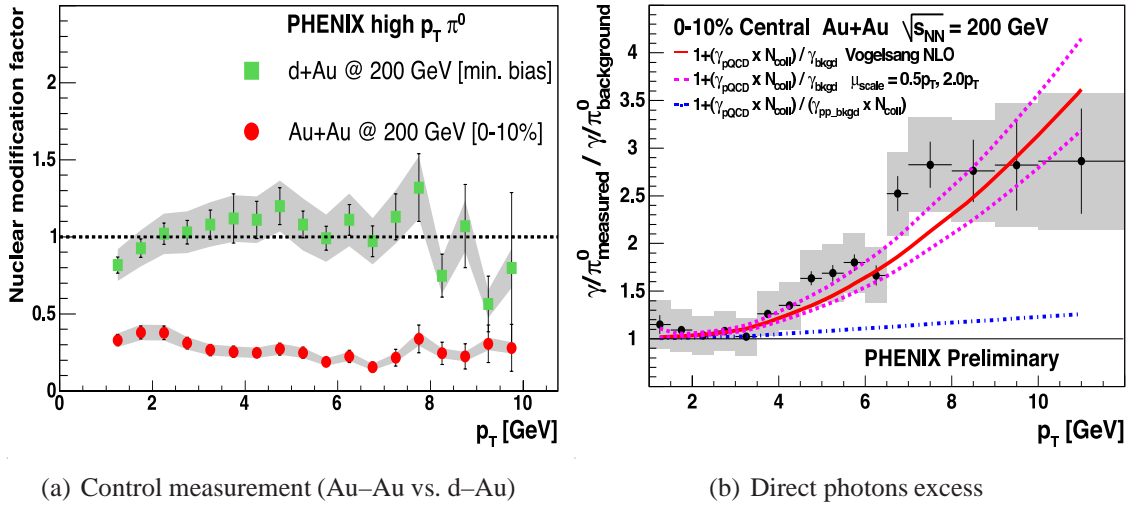 PHENIX high p_T π⁰
d+Au @ 200 GeV [min. bias]
Au+Au @ 200 GeV [0-10%]
Nuclear modification factor
2
1.5
1
0.5
0
0 2 4 6 8 10
p_T [GeV]
(a) Control measurement (Au–Au vs. d–Au)
0-10% Central Au+Au √s_NN = 200 GeV
1+(γ_pQCD x N_coll) / γ_bkgd Vogelsang NLO
1+(γ_pQCD x N_coll) / γ_bkgd μ_scale = 0.5p_T, 2.0p_T
1+(γ_pQCD x N_coll) / (γ_pp_bkgd x N_coll)
γ/π⁰_measured / γ/π⁰_background
4
3.5
3
2.5
2
1.5
1
0.5
PHENIX Preliminary
2 4 6 8 10
p_T [GeV]
(b) Direct photons excess